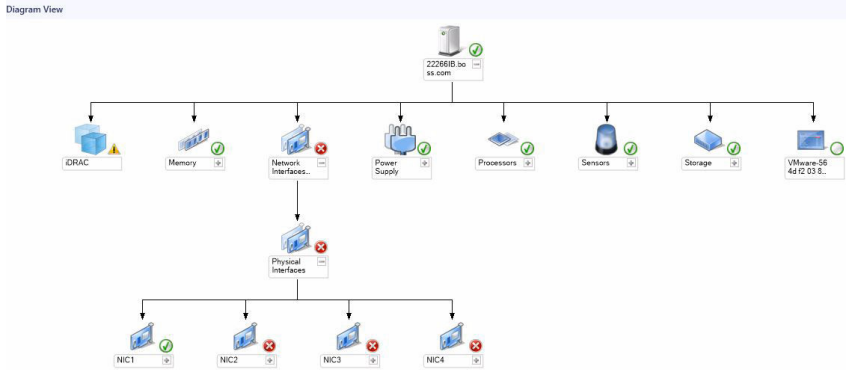 Diagram View
22266IB.bo
ss.com
iDRAC
Memory
Network
Interfaces...
Power
Supply
Processors
Sensors
Storage
VMware-56
4d f2 03 8...
Physical
Interfaces
NIC1
NIC2
NIC3
NIC4